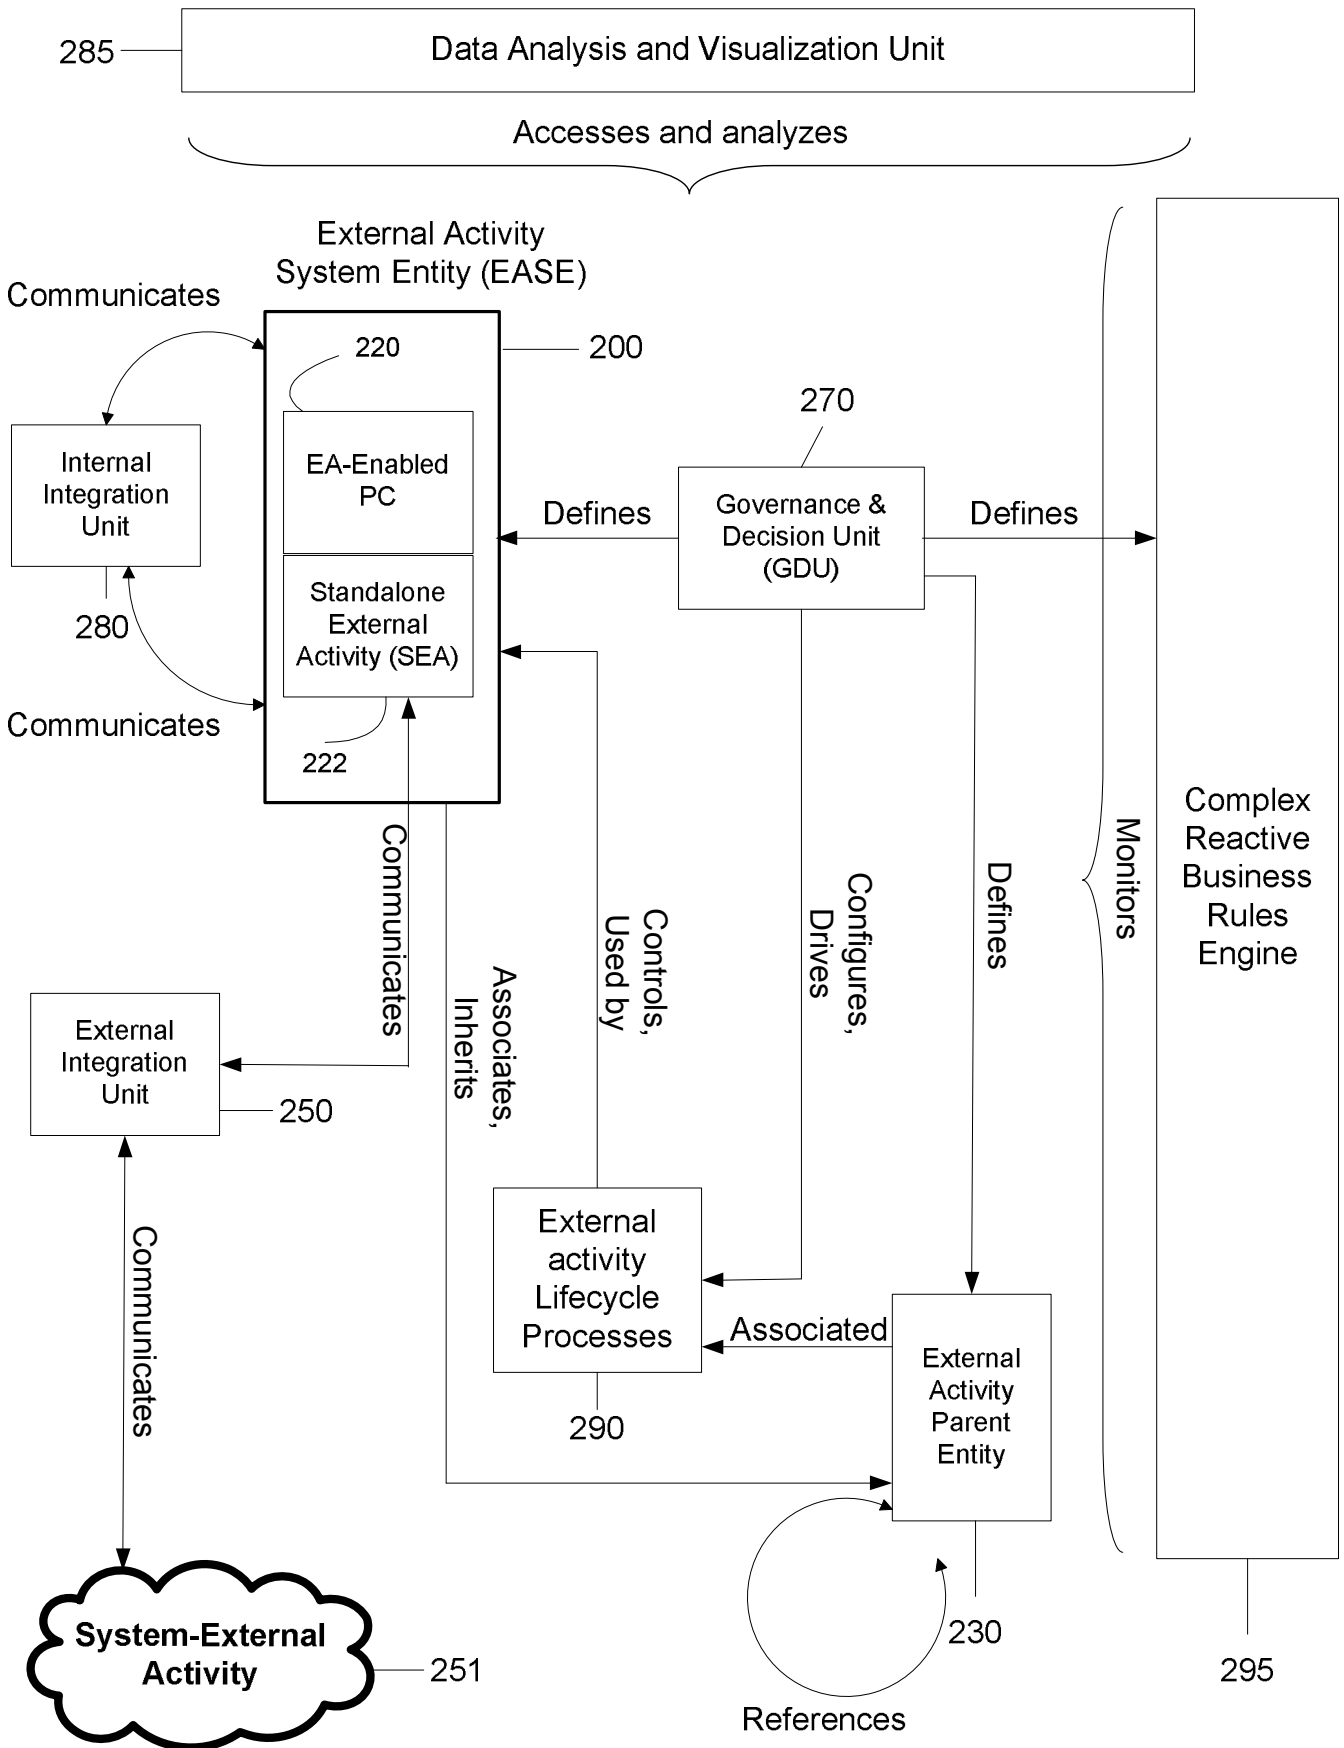 285
Data Analysis and Visualization Unit
Accesses and analyzes
External Activity
System Entity (EASE)
Communicates
220
200
270
Internal
Integration
Unit
EA-Enabled
PC
Governance &
Decision Unit
(GDU)
Defines
Defines
Standalone
External
Activity (SEA)
280
Communicates
222
Complex
Reactive
Business
Rules
Engine
Monitors
Communicates
Controls,
Used by
Configures,
Drives
Defines
Associates,
Inherits
External
Integration
Unit
250
Communicates
External
activity
Lifecycle
Processes
Associated
External
Activity
Parent
Entity
290
System-External
Activity
251
230
295
References